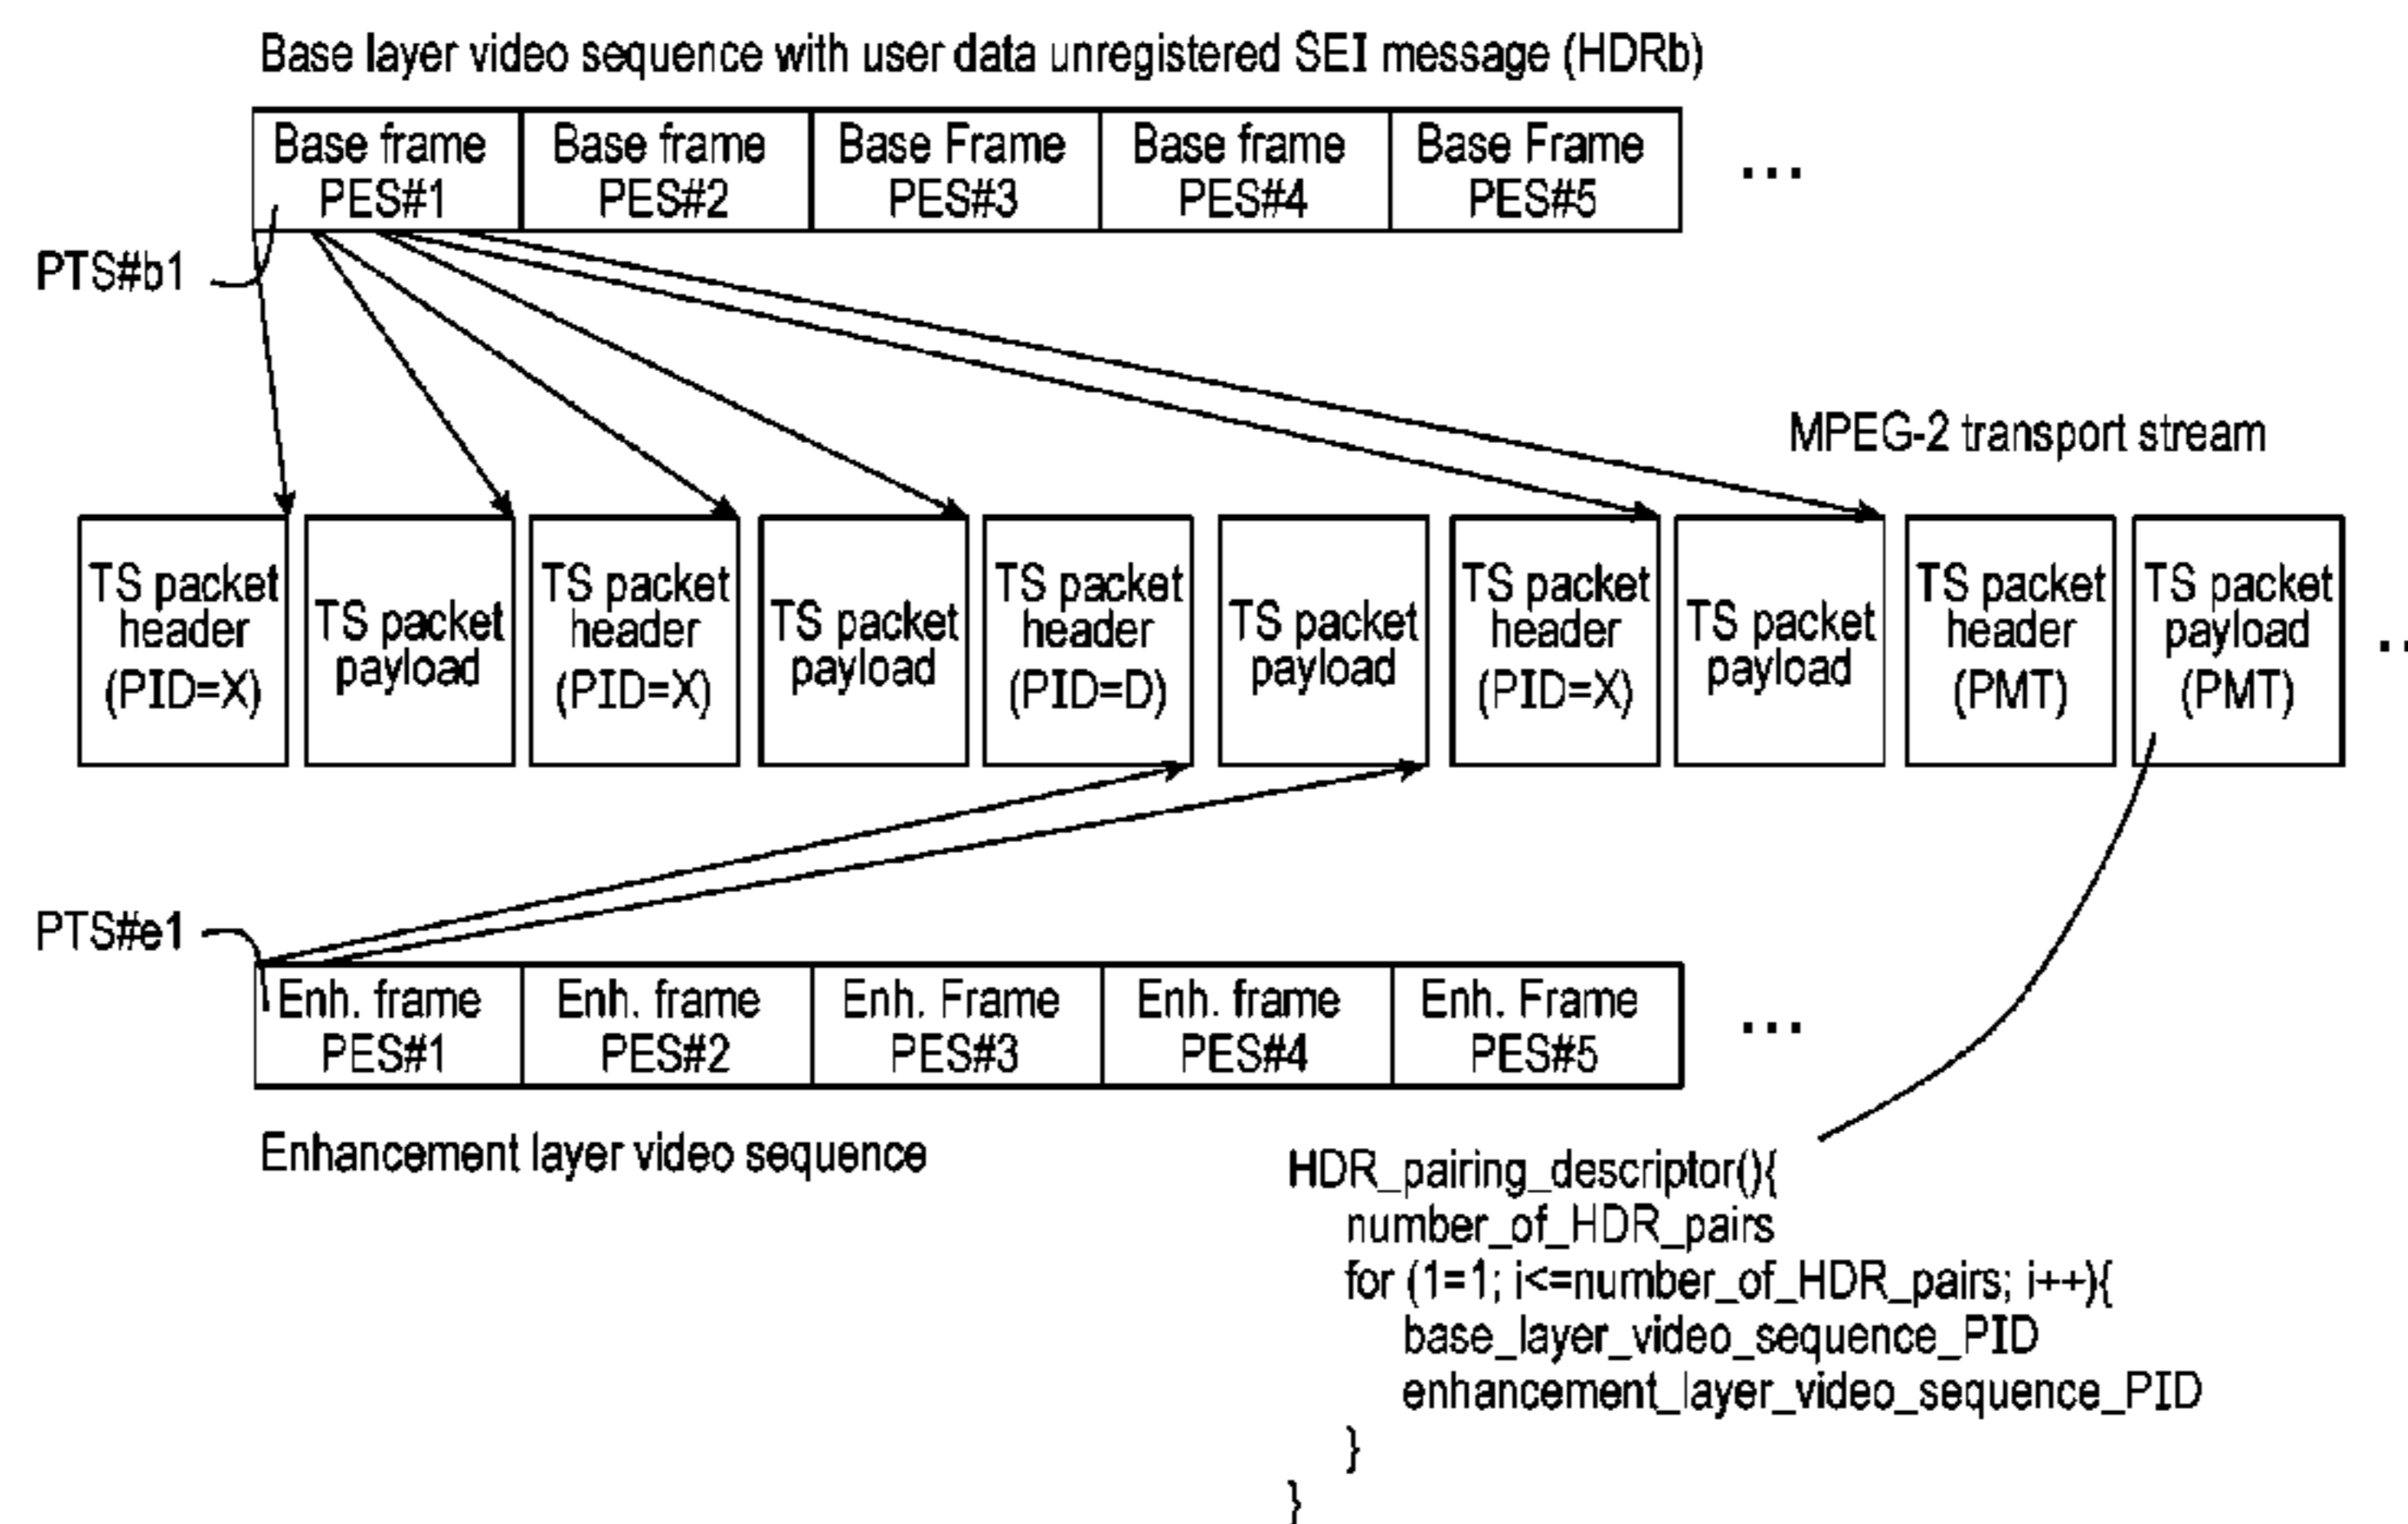 Base layer video sequence with user data unregistered SEI message (HDRb)
Base frame
PES#1
Base frame
PES#2
Base Frame
PES#3
Base frame
PES#4
Base Frame
PES#5
...
PTS#b1
MPEG-2 transport stream
TS packet
header
(PID=X)
TS packet
payload
TS packet
header
(PID=X)
TS packet
payload
TS packet
header
(PID=D)
TS packet
payload
TS packet
header
(PID=X)
TS packet
payload
TS packet
header
(PMT)
TS packet
payload
(PMT)
..
PTS#e1
Enh. frame
PES#1
Enh. frame
PES#2
Enh. Frame
PES#3
Enh. frame
PES#4
Enh. Frame
PES#5
...
Enhancement layer video sequence
HDR_pairing_descriptor(){
number_of_HDR_pairs
for (1=1; i<=number_of_HDR_pairs; i++){
base_layer_video_sequence_PID
enhancement_layer_video_sequence_PID
}
}